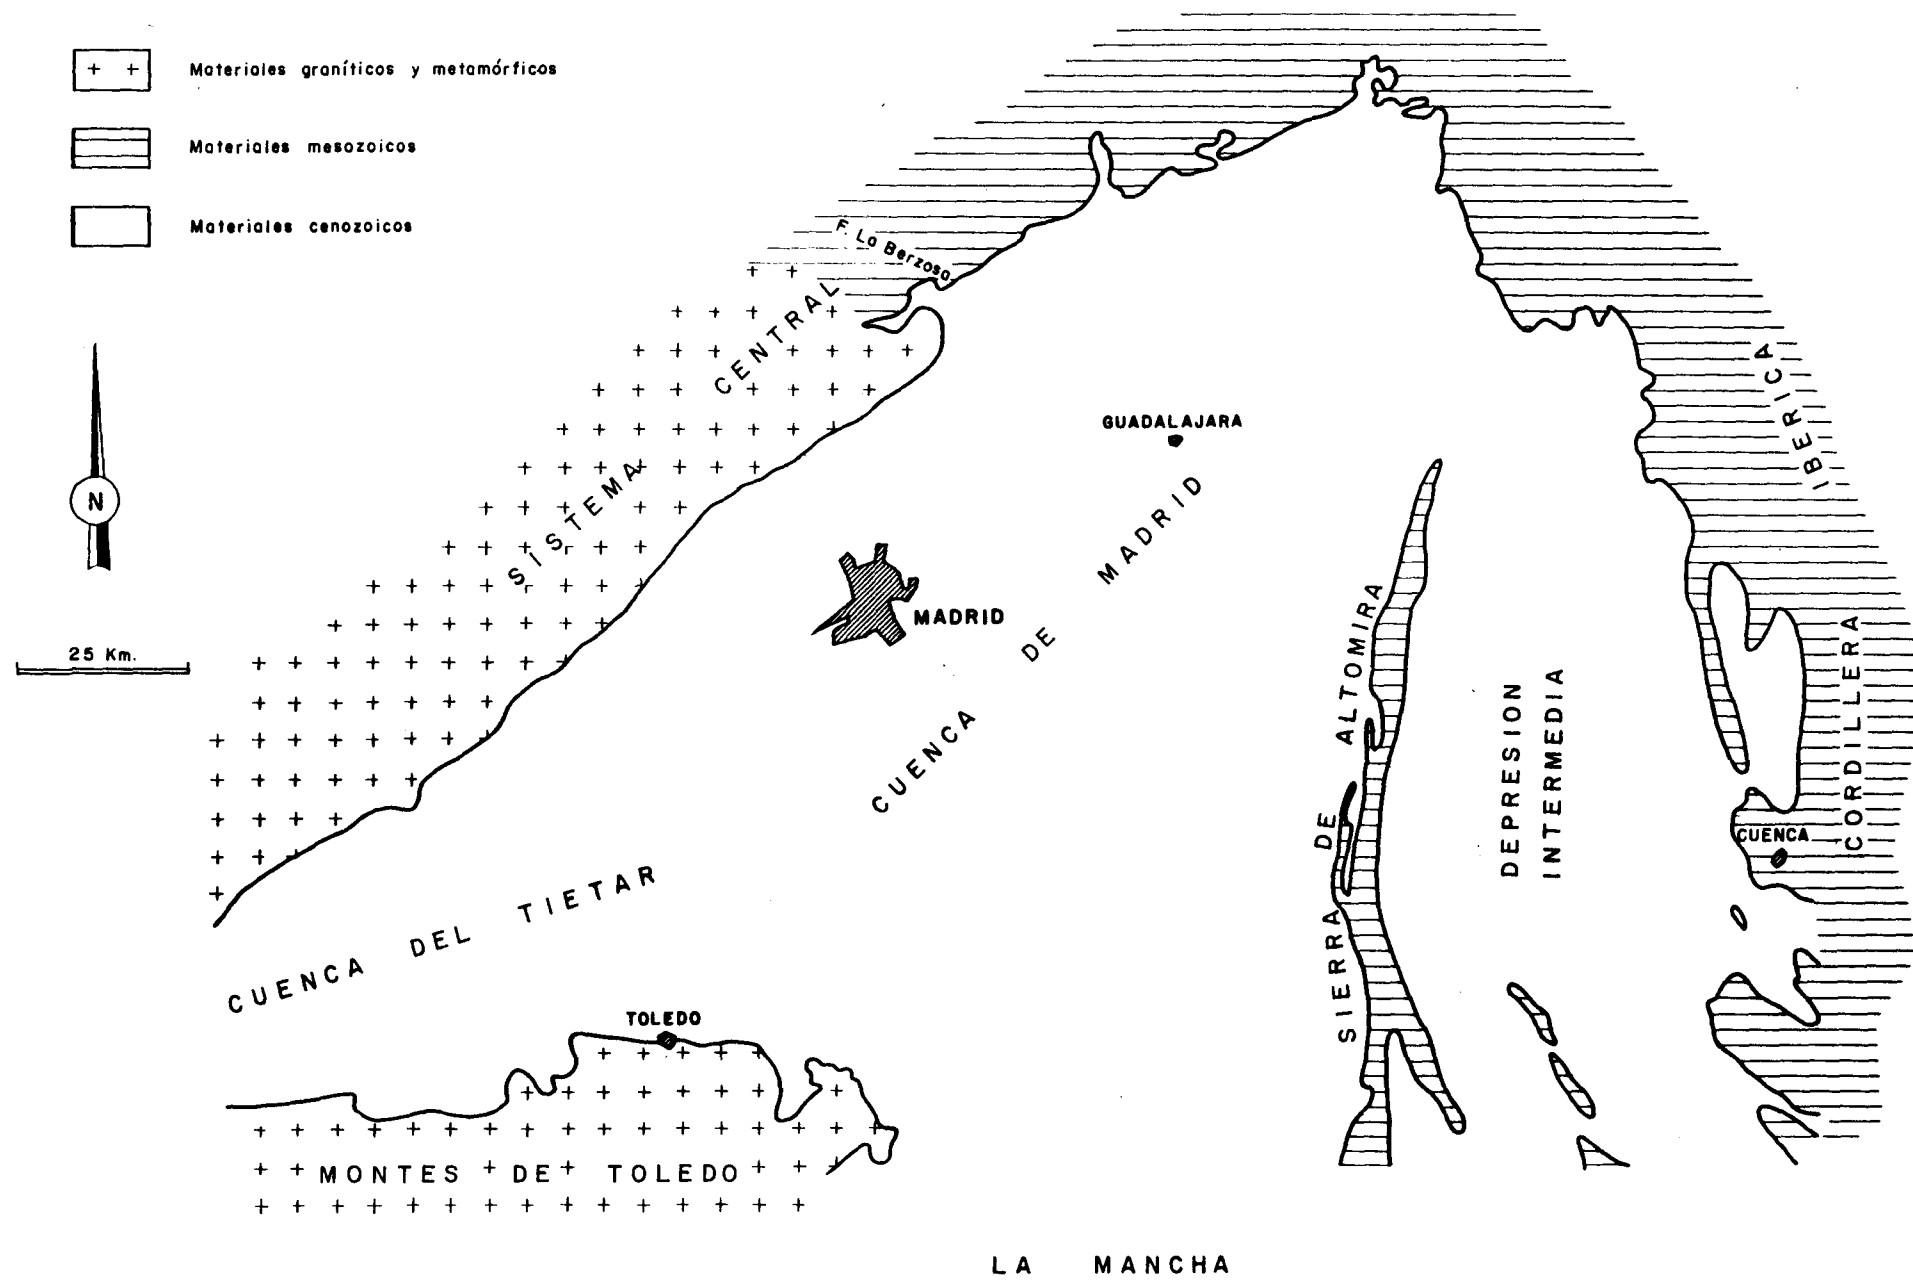 Materiales graníticos y metamórficos
Materiales mesozoicos
Materiales cenozoicos
F. La Berzosa
SISTEMA CENTRAL
GUADALAJARA
CORDILLERA IBERICA
N
MADRID
25 Km.
CUENCA DE MADRID
SIERRA DE ALTOMIRA
DEPRESION
INTERMEDIA
CUENCA
CUENCA DEL TIETAR
TOLEDO
MONTES DE TOLEDO
LA MANCHA